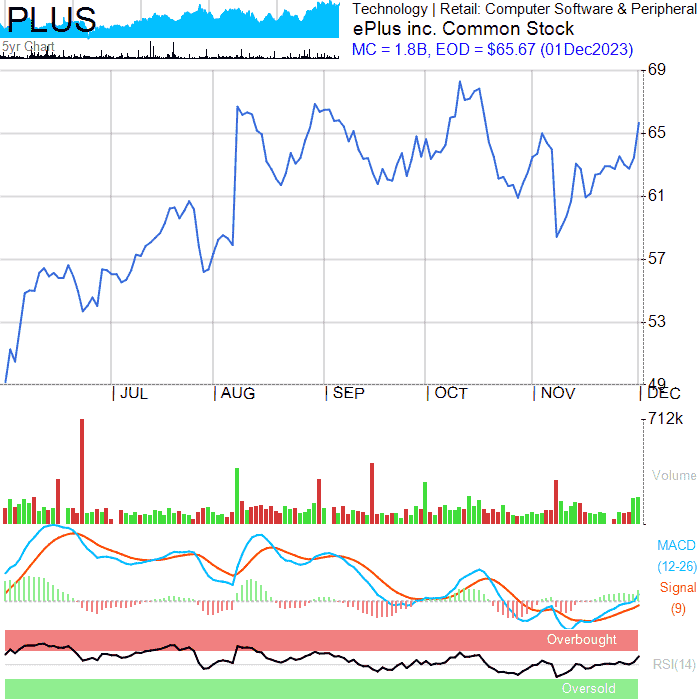 PLUS
5yr Chart
Technology | Retail: Computer Software & Peripheral
ePlus inc. Common Stock
MC = 1.8B, EOD = $65.67 (01Dec2023)
69
65
61
57
53
49
| JUL | AUG | SEP | OCT | NOV | DEC
712k
Volume
MACD
(12-26)
Signal
(9)
Overbought
RSI(14)
Oversold